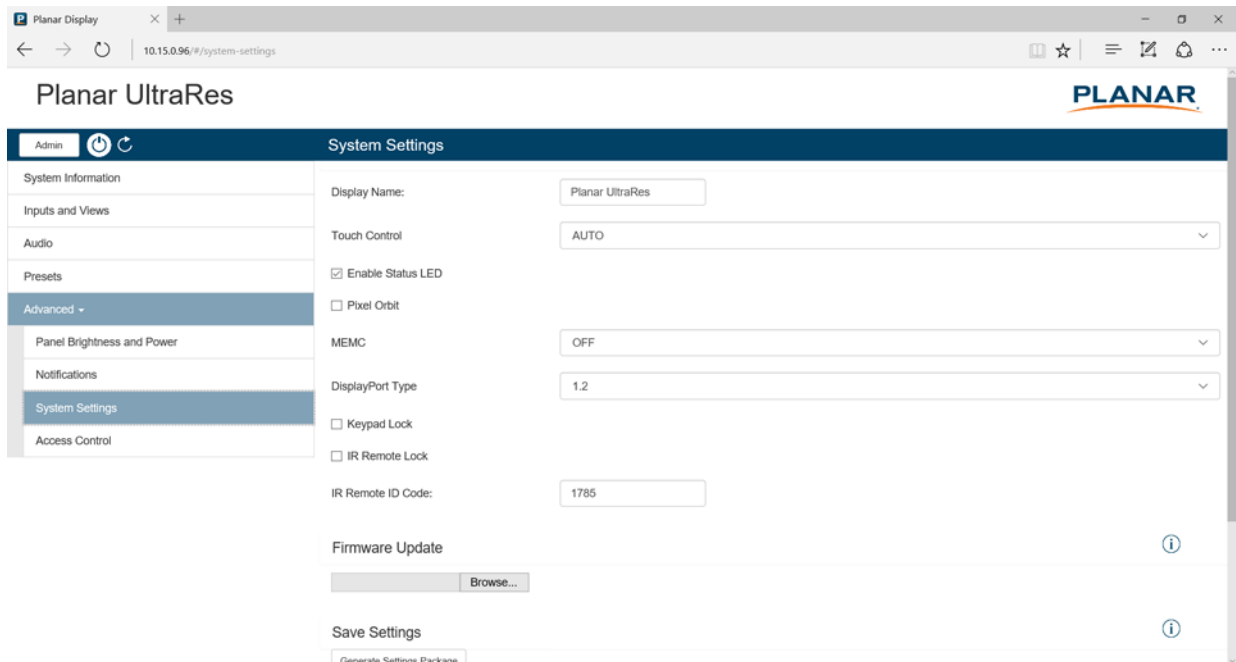 Planar Display
10.15.0.96/#/system-settings
Planar UltraRes
PLANAR
Admin
System Settings
System Information
Inputs and Views
Audio
Presets
Advanced
Panel Brightness and Power
Notifications
System Settings
Access Control
Display Name: Planar UltraRes
Touch Control AUTO
Enable Status LED
Pixel Orbit
MEMC OFF
DisplayPort Type 1.2
Keypad Lock
IR Remote Lock
IR Remote ID Code: 1785
Firmware Update
Browse...
Save Settings
Generate Settings Package